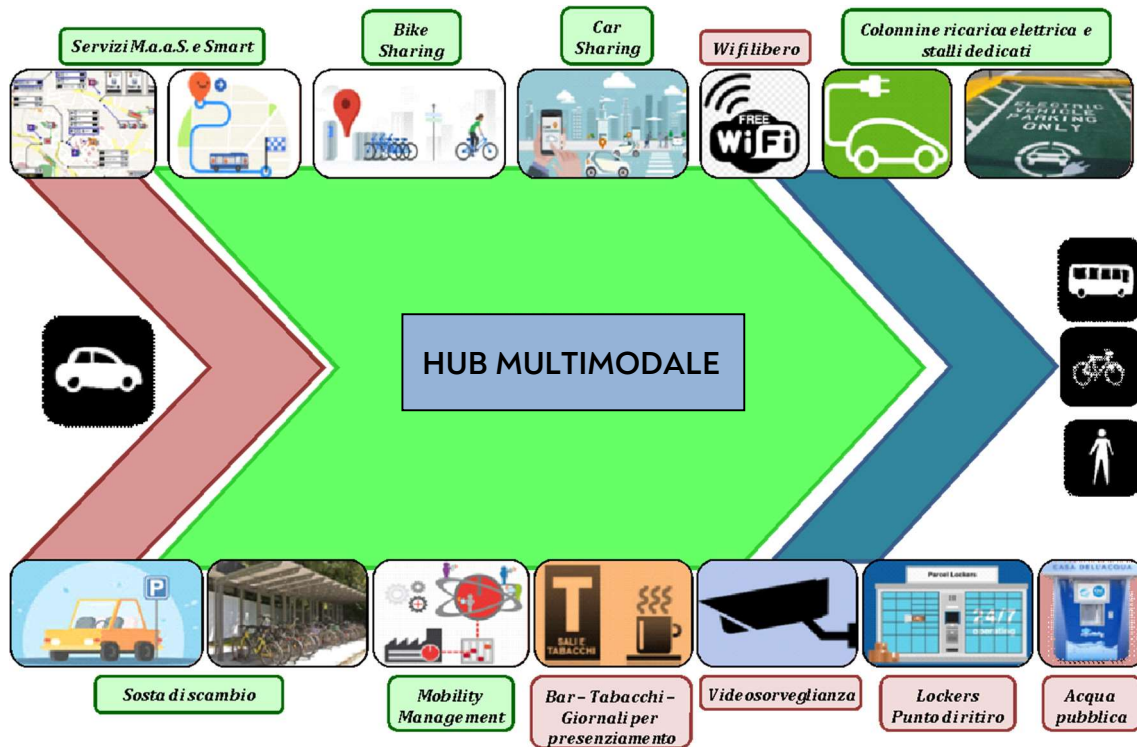 Servizi M.a.a.S. e Smart
Bike
Sharing
Car
Sharing
Wifi libero
Colonnine ricarica elettrica e
stalli dedicati
FREE
WiFi
ELECTRIC
VEHICLE
PARKING
ONLY
HUB MULTIMODALE
P
T
SALI E
TABACCHI
Parcel Lockers
24/7
operating
CASA DELL'ACQUA
Sosta di scambio
Mobility
Management
Bar – Tabacchi –
Giornali per
presenziamento
Videosorveglianza
Lockers
Punto di ritiro
Acqua
pubblica